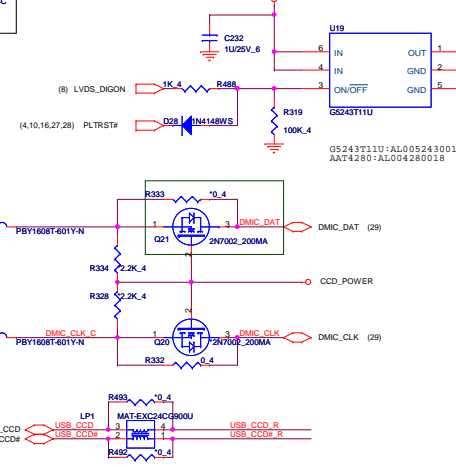 C
C232
1U/25V_6
U19
6 IN OUT 1
4 IN GND 2
3 ON/OFF GND 5
G5243T11U
(8) LVDS_DIGON 1K_4 R488
R319
100K_4
(4,10,16,27,28) PLTRST# D28 1N4148WS
G5243T11U:AL005243001
AAT4280:AL004280018
R333 *0_4
1 3 DMIC_DAT DMIC_DAT (29)
PBY1608T-601Y-N Q21 2N7002_200MA
2
R334 *2.2K_4
CCD_POWER
R328 *2.2K_4
2
DMIC_CLK_C 1 3 DMIC_CLK DMIC_CLK (29)
PBY1608T-601Y-N Q20 *2N7002_200MA
R332 0_4
R493 *0_4
LP1 MAT-EXC24CG900U
_CCD USB_CCD 3 4 USB_CCD_R
CCD# USB_CCD# 2 1 USB_CCD#_R
R492 *0_4